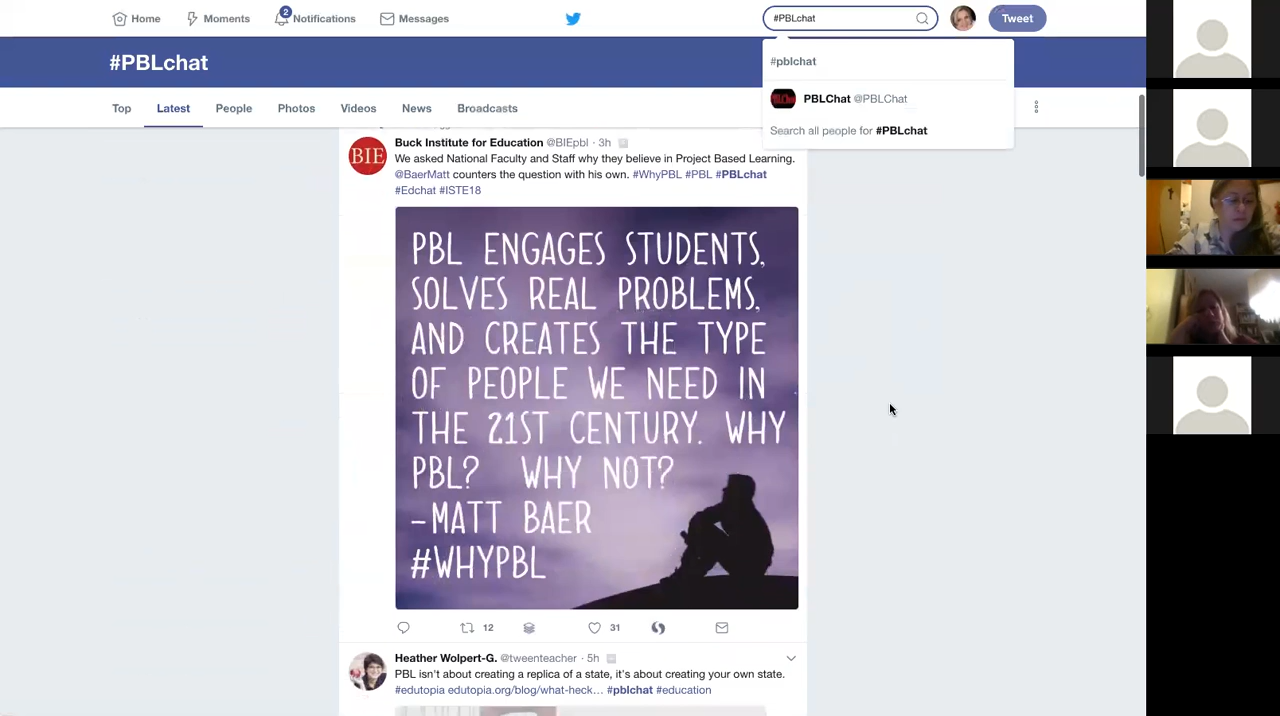 Home
Moments
2
Notifications
Messages
#PBLchat
Tweet
#PBLchat
#pblchat
PBLChat @PBLChat
Search all people for #PBLchat
Top
Latest
People
Photos
Videos
News
Broadcasts
BIE
Buck Institute for Education @BIEpbl · 3h
We asked National Faculty and Staff why they believe in Project Based Learning.
@BaerMatt counters the question with his own. #WhyPBL #PBL #PBLchat
#Edchat #ISTE18
PBL ENGAGES STUDENTS,
SOLVES REAL PROBLEMS,
AND CREATES THE TYPE
OF PEOPLE WE NEED IN
THE 21ST CENTURY. WHY
PBL? WHY NOT?
-MATT BAER
#WHYPBL
12
31
Heather Wolpert-G. @tweenteacher · 5h
PBL isn't about creating a replica of a state, it's about creating your own state.
#edutopia edutopia.org/blog/what-heck… #pblchat #education